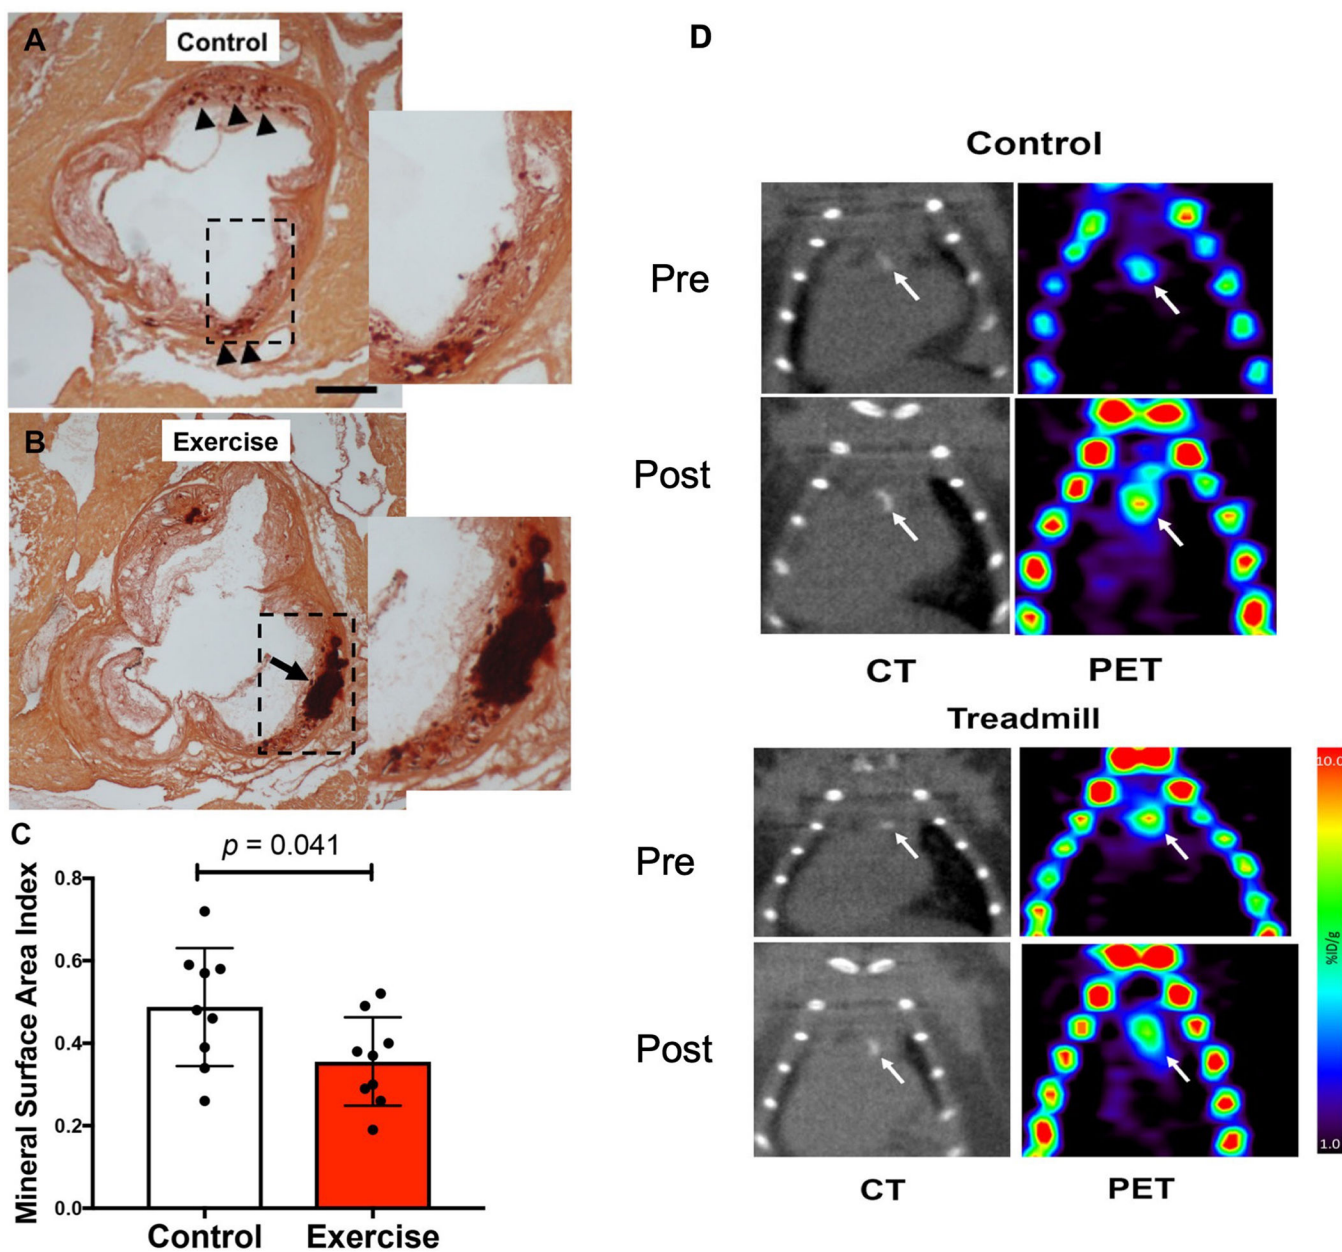 A
Control
B
Exercise
C
p = 0.041
Mineral Surface Area Index
0.8
0.6
0.4
0.2
0.0
Control
Exercise
D
Control
Pre
Post
CT
PET
Treadmill
Pre
Post
CT
PET
10.0
%ID/g
1.0